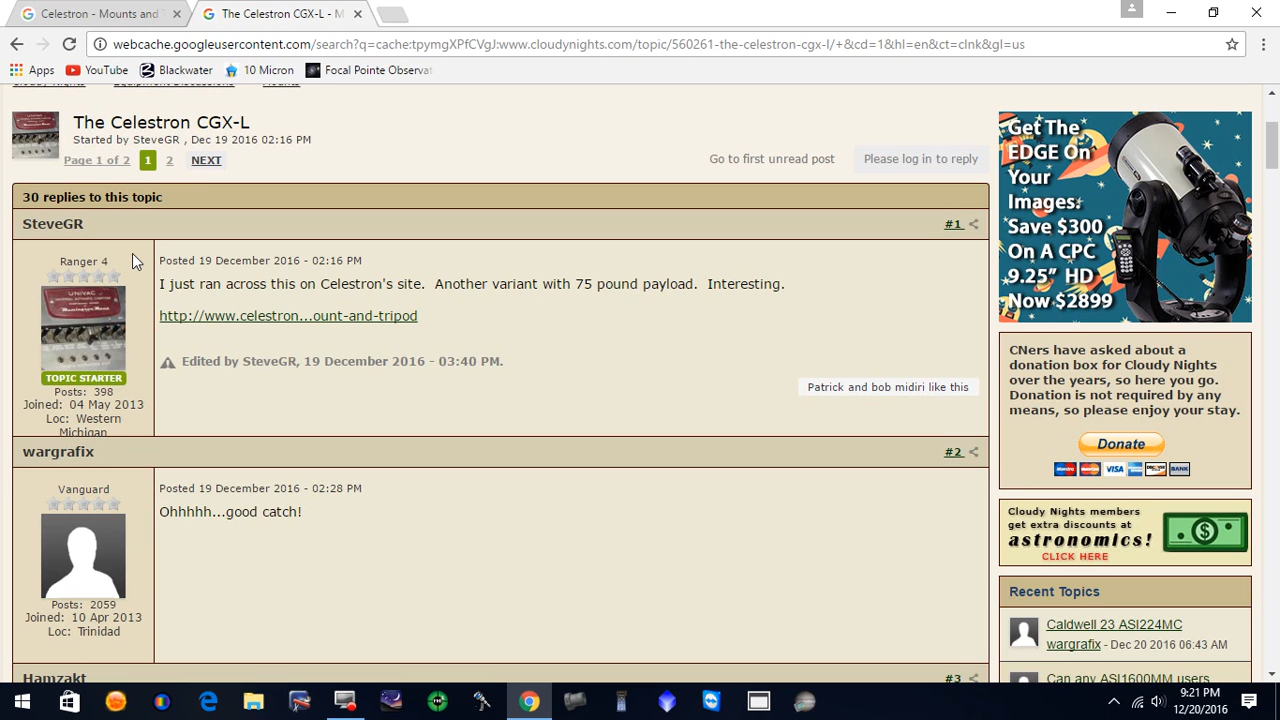 Celestron - Mounts and
The Celestron CGX-L - M
webcache.googleusercontent.com/search?q=cache:tpymgXPfCVgJ:www.cloudynights.com/topic/560261-the-celestron-cgx-l/+&cd=1&hl=en&ct=clnk&gl=us
Apps
YouTube
Blackwater
10 Micron
Focal Pointe Observat
Cloudy Nights
Equipment Discussions
Mounts
The Celestron CGX-L
Started by SteveGR , Dec 19 2016 02:16 PM
Page 1 of 2
1
2
NEXT
Go to first unread post
Please log in to reply
30 replies to this topic
SteveGR
#1
Ranger 4
UNIVAC
TOPIC STARTER
Posts: 398
Joined: 04 May 2013
Loc: Western
Michigan
Posted 19 December 2016 - 02:16 PM
I just ran across this on Celestron's site. Another variant with 75 pound payload. Interesting.
http://www.celestron...ount-and-tripod
Edited by SteveGR, 19 December 2016 - 03:40 PM.
Patrick and bob midiri like this
wargrafix
#2
Vanguard
Posts: 2059
Joined: 10 Apr 2013
Loc: Trinidad
Posted 19 December 2016 - 02:28 PM
Ohhhhh...good catch!
Hamzakt
#3
Get The
EDGE On
Your
Images:
Save $300
On A CPC
9.25" HD
Now $2899
CNers have asked about a
donation box for Cloudy Nights
over the years, so here you go.
Donation is not required by any
means, so please enjoy your stay.
Donate
VISA
BANK
Cloudy Nights members
get extra discounts at
astronomics!
CLICK HERE
Recent Topics
Caldwell 23 ASI224MC
wargrafix - Dec 20 2016 06:43 AM
Can any ASI1600MM users
9:21 PM
12/20/2016